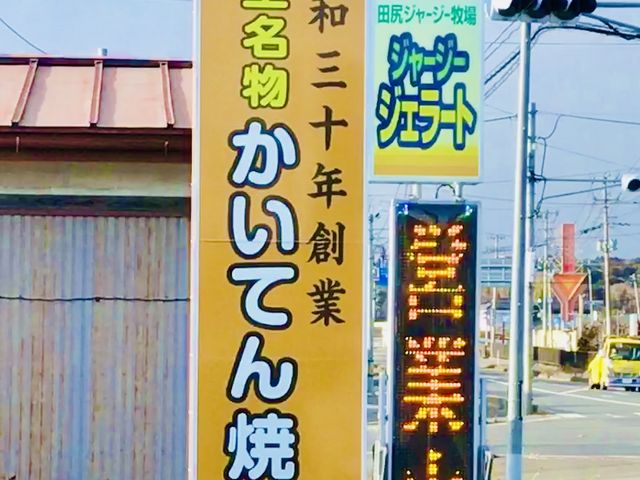 和三十年創業
名物
かいてん焼
田尻ジャージー牧場
ジャージー
ジェラート
営業中